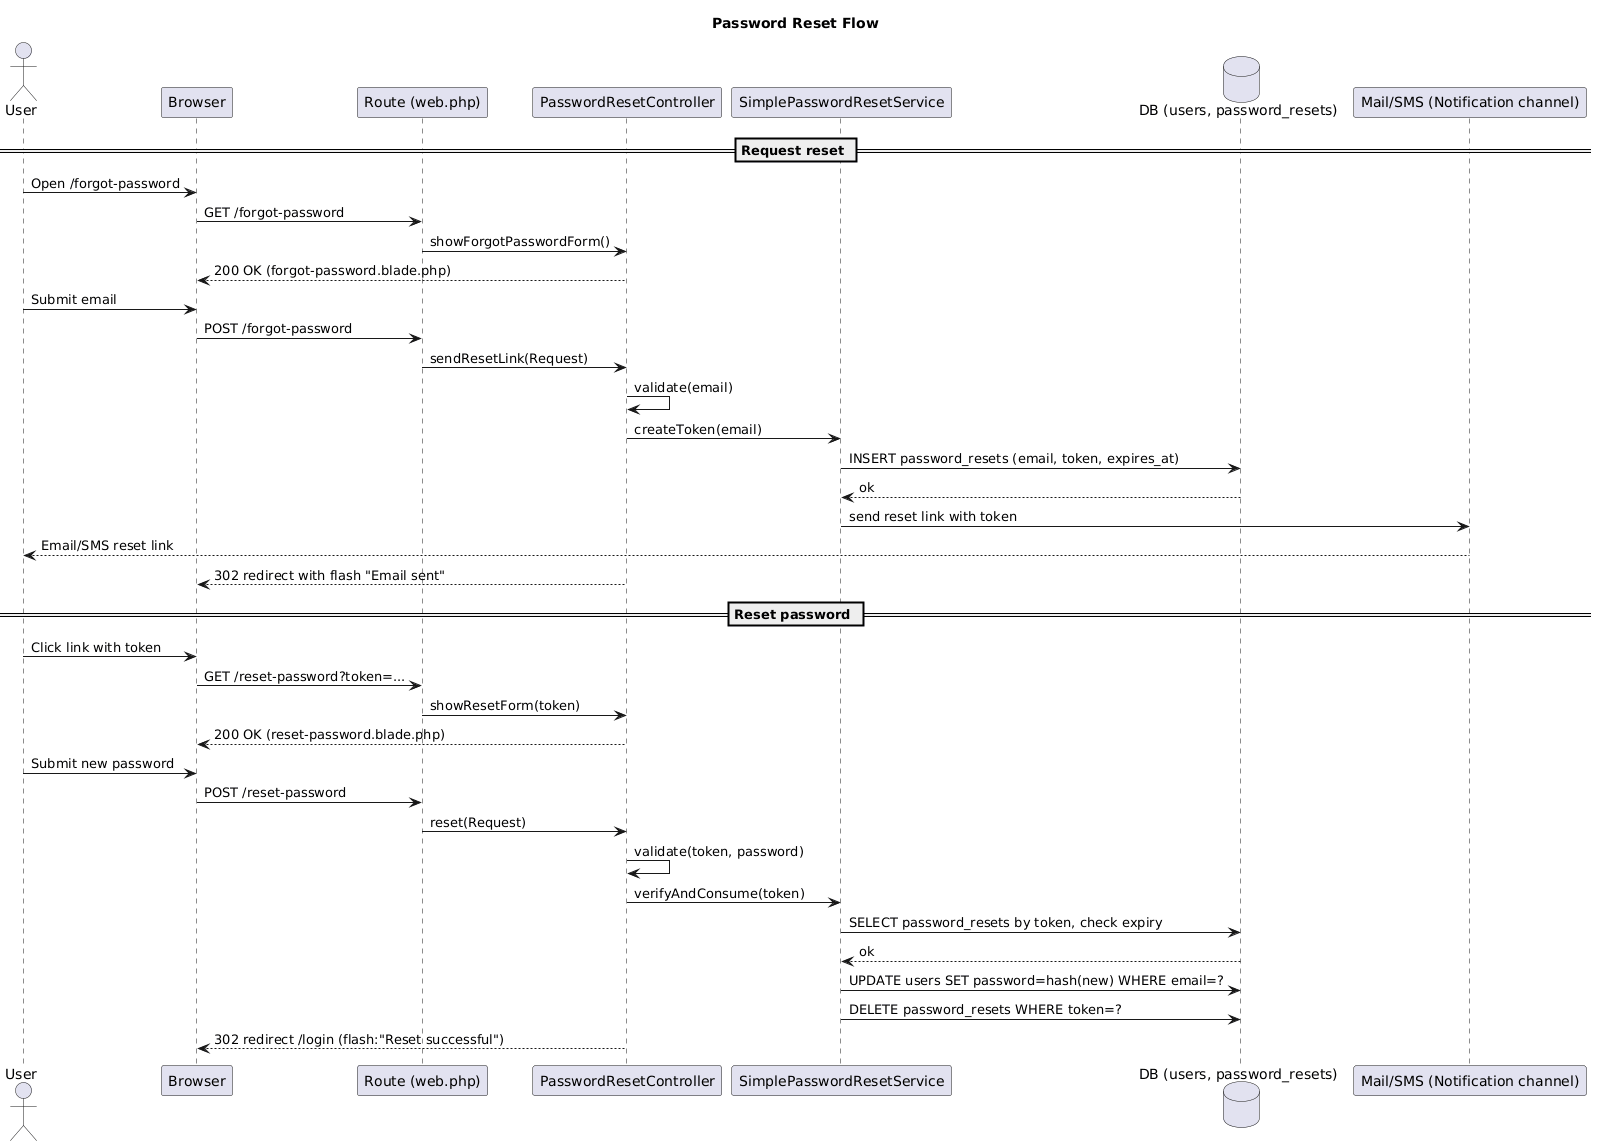 Password Reset Flow
User
Browser
Route (web.php)
PasswordResetController
SimplePasswordResetService
DB (users, password_resets)
Mail/SMS (Notification channel)
Request reset
Open /forgot-password
GET /forgot-password
showForgotPasswordForm()
200 OK (forgot-password.blade.php)
Submit email
POST /forgot-password
sendResetLink(Request)
validate(email)
createToken(email)
INSERT password_resets (email, token, expires_at)
ok
send reset link with token
Email/SMS reset link
302 redirect with flash "Email sent"
Reset password
Click link with token
GET /reset-password?token=...
showResetForm(token)
200 OK (reset-password.blade.php)
Submit new password
POST /reset-password
reset(Request)
validate(token, password)
verifyAndConsume(token)
SELECT password_resets by token, check expiry
ok
UPDATE users SET password=hash(new) WHERE email=?
DELETE password_resets WHERE token=?
302 redirect /login (flash:"Reset successful")
User
Browser
Route (web.php)
PasswordResetController
SimplePasswordResetService
DB (users, password_resets)
Mail/SMS (Notification channel)